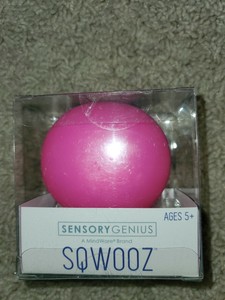 AGES 5+
SENSORY GENIUS
A MindWare® Brand
SQWOOZ®